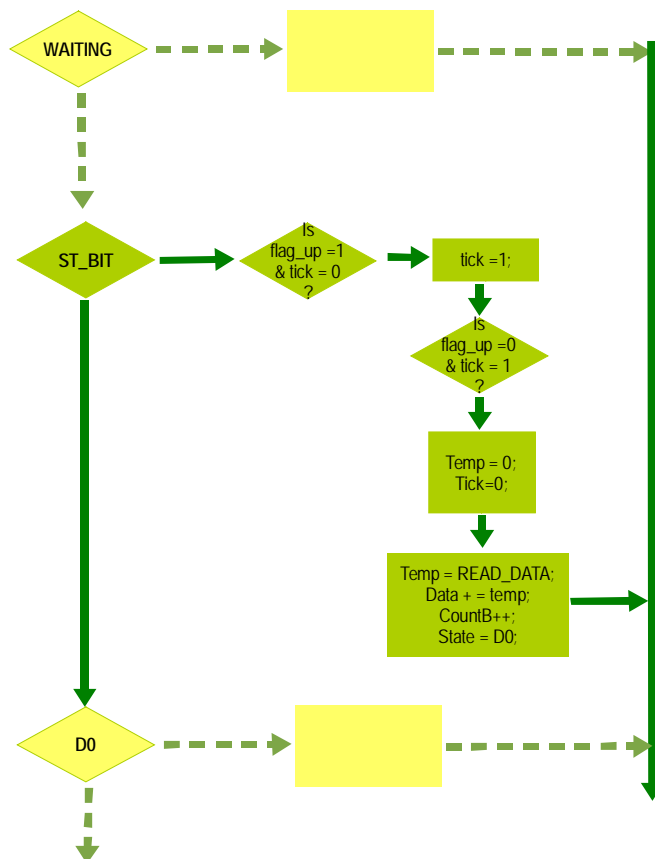 WAITING
Is
flag_up =1
& tick = 0
?
ST_BIT
tick =1;
Is
flag_up =0
& tick = 1
?
Temp = 0;
Tick=0;
Temp = READ_DATA;
Data + = temp;
CountB++;
State = D0;
D0